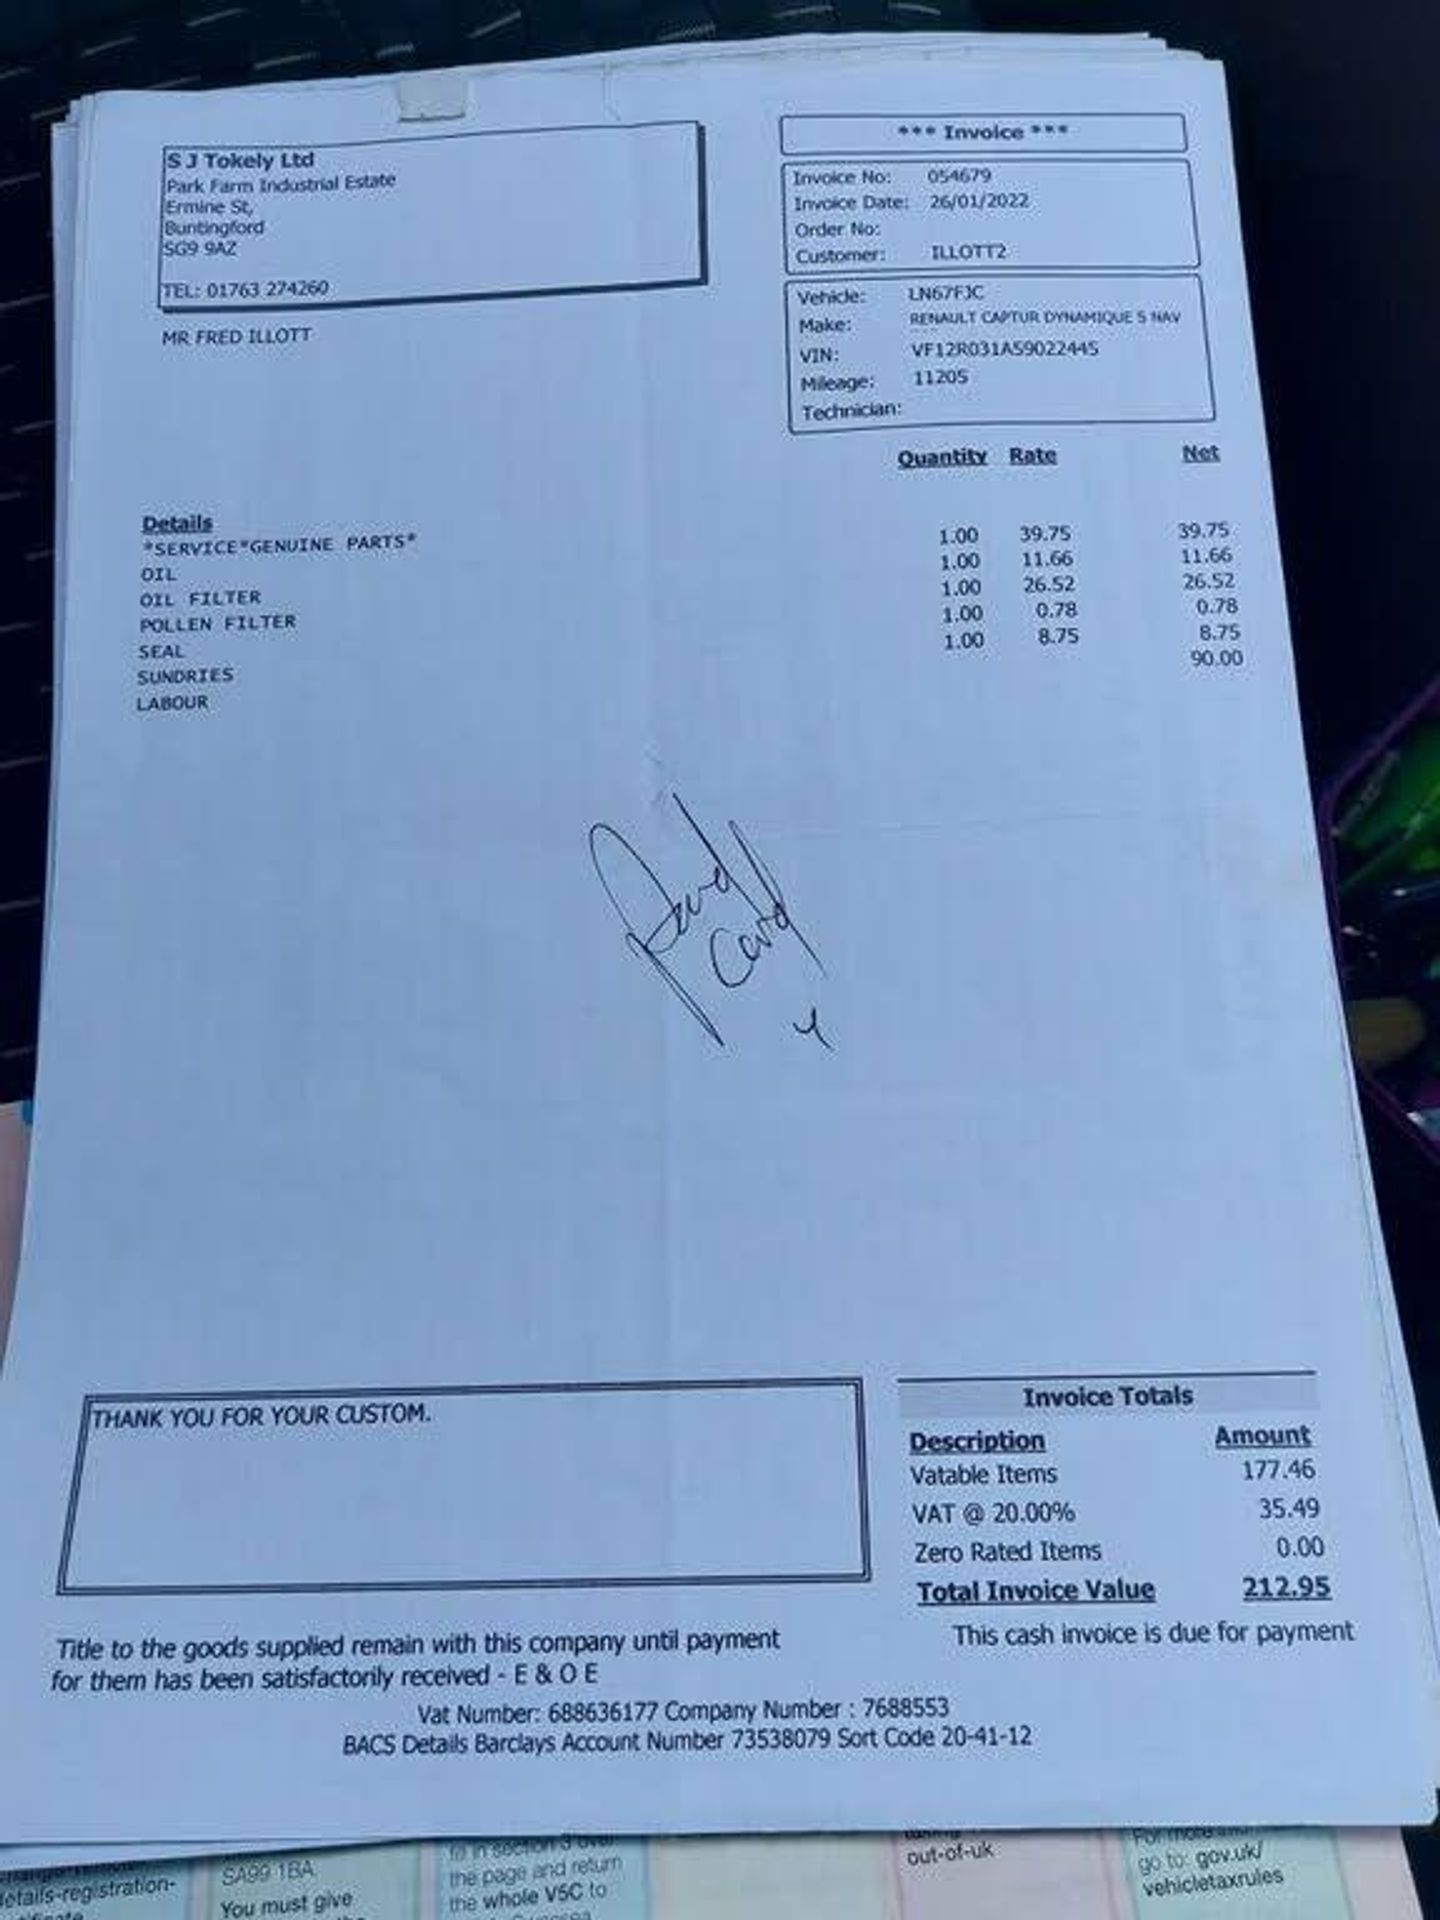 S J Tokely Ltd
Park Farm Industrial Estate
Ermine St,
Buntingford
SG9 9AZ
TEL: 01763 274260
MR FRED ILLOTT
*** Invoice ***
Invoice No: 054679
Invoice Date: 26/01/2022
Order No:
Customer: ILLOTT2
Vehicle: LN67FJC
Make: RENAULT CAPTUR DYNAMIQUE S NAV
VIN: VF12R031A59022445
Mileage: 11205
Technician:
Quantity Rate Net
Details
*SERVICE*GENUINE PARTS*
OIL 1.00 39.75 39.75
OIL FILTER 1.00 11.66 11.66
POLLEN FILTER 1.00 26.52 26.52
SEAL 1.00 0.78 0.78
SUNDRIES 1.00 8.75 8.75
LABOUR 90.00
Paid
Card
THANK YOU FOR YOUR CUSTOM.
Invoice Totals
Description Amount
Vatable Items 177.46
VAT @ 20.00% 35.49
Zero Rated Items 0.00
Total Invoice Value 212.95
This cash invoice is due for payment
Title to the goods supplied remain with this company until payment
for them has been satisfactorily received - E & O E
Vat Number: 688636177 Company Number : 7688553
BACS Details Barclays Account Number 73538079 Sort Code 20-41-12
details-registration-
SA99 1BA
You must give
fill in section 3 over
the page and return
the whole V5C to
out-of-uk
go to: gov.uk/
vehicletaxrules